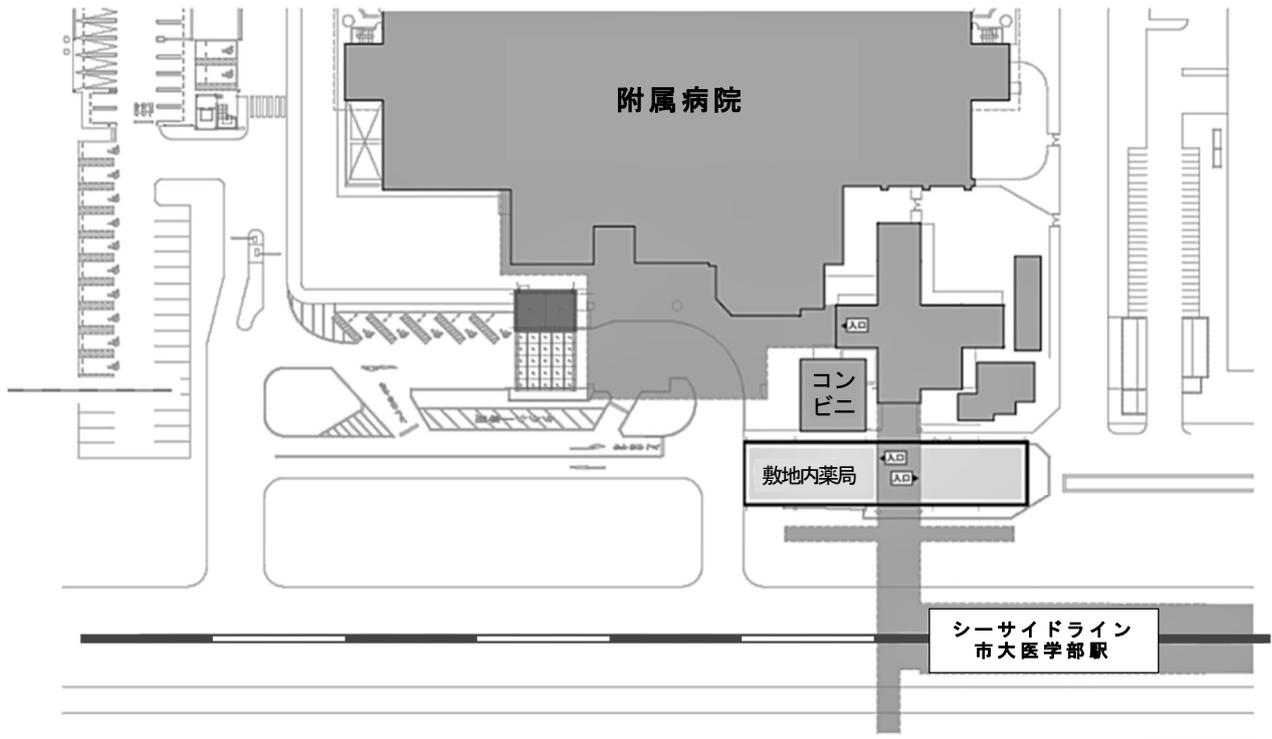 附属病院
入口
コン
ビニ
敷地内薬局
入口
入口
シーサイドライン
市大医学部駅